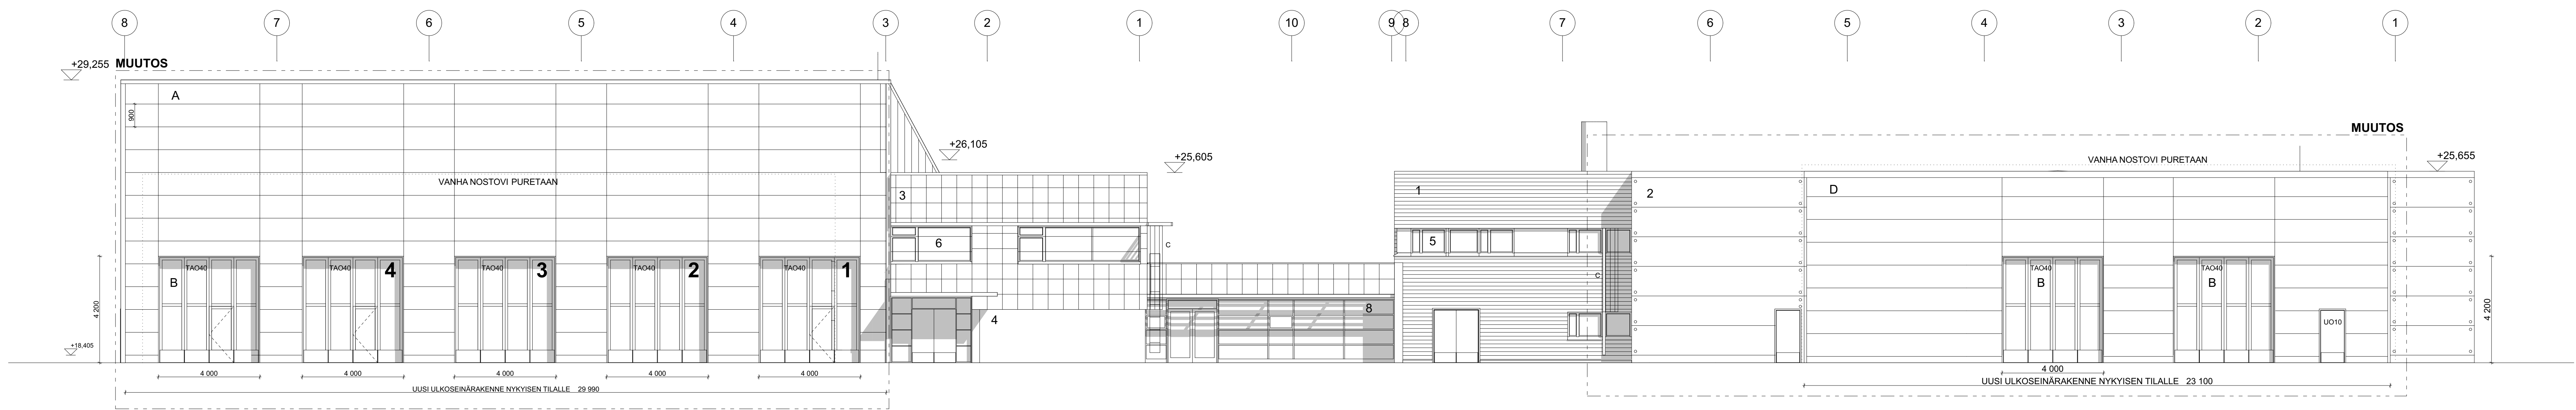 8 7 6 5 4 3 2 1 10 9 8 7 6 5 4 3 2 1
+29,255 MUUTOS
A
900
+26,105
+25,605
MUUTOS
+25,655
VANHA NOSTOVI PURETAAN
VANHA NOSTOVI PURETAAN
3
1
2
D
6
C
5
C
TAO40
TAO40 4
TAO40 3
TAO40 2
TAO40 1
B
TAO40
B
TAO40
B
4 200
4
8
UO10
4 200
+18,405
4 000
4 000
4 000
4 000
4 000
4 000
UUSI ULKOSEINÄRAKENNE NYKYISEN TILALLE 29 990
UUSI ULKOSEINÄRAKENNE NYKYISEN TILALLE 23 100